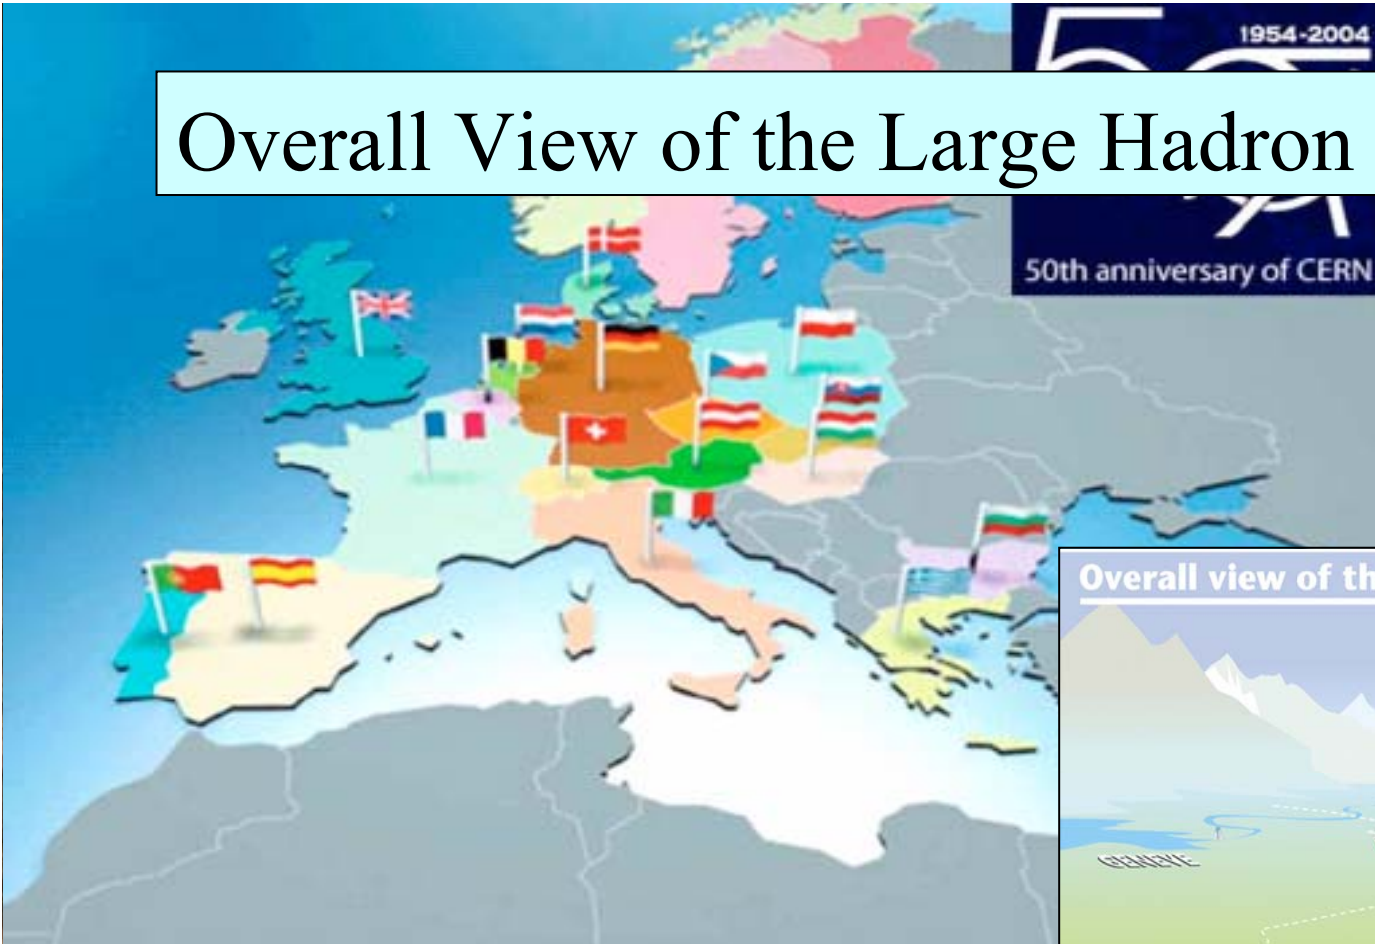 1954-2004
Overall View of the Large Hadron
50th anniversary of CERN
Overall view of th
GENEVE